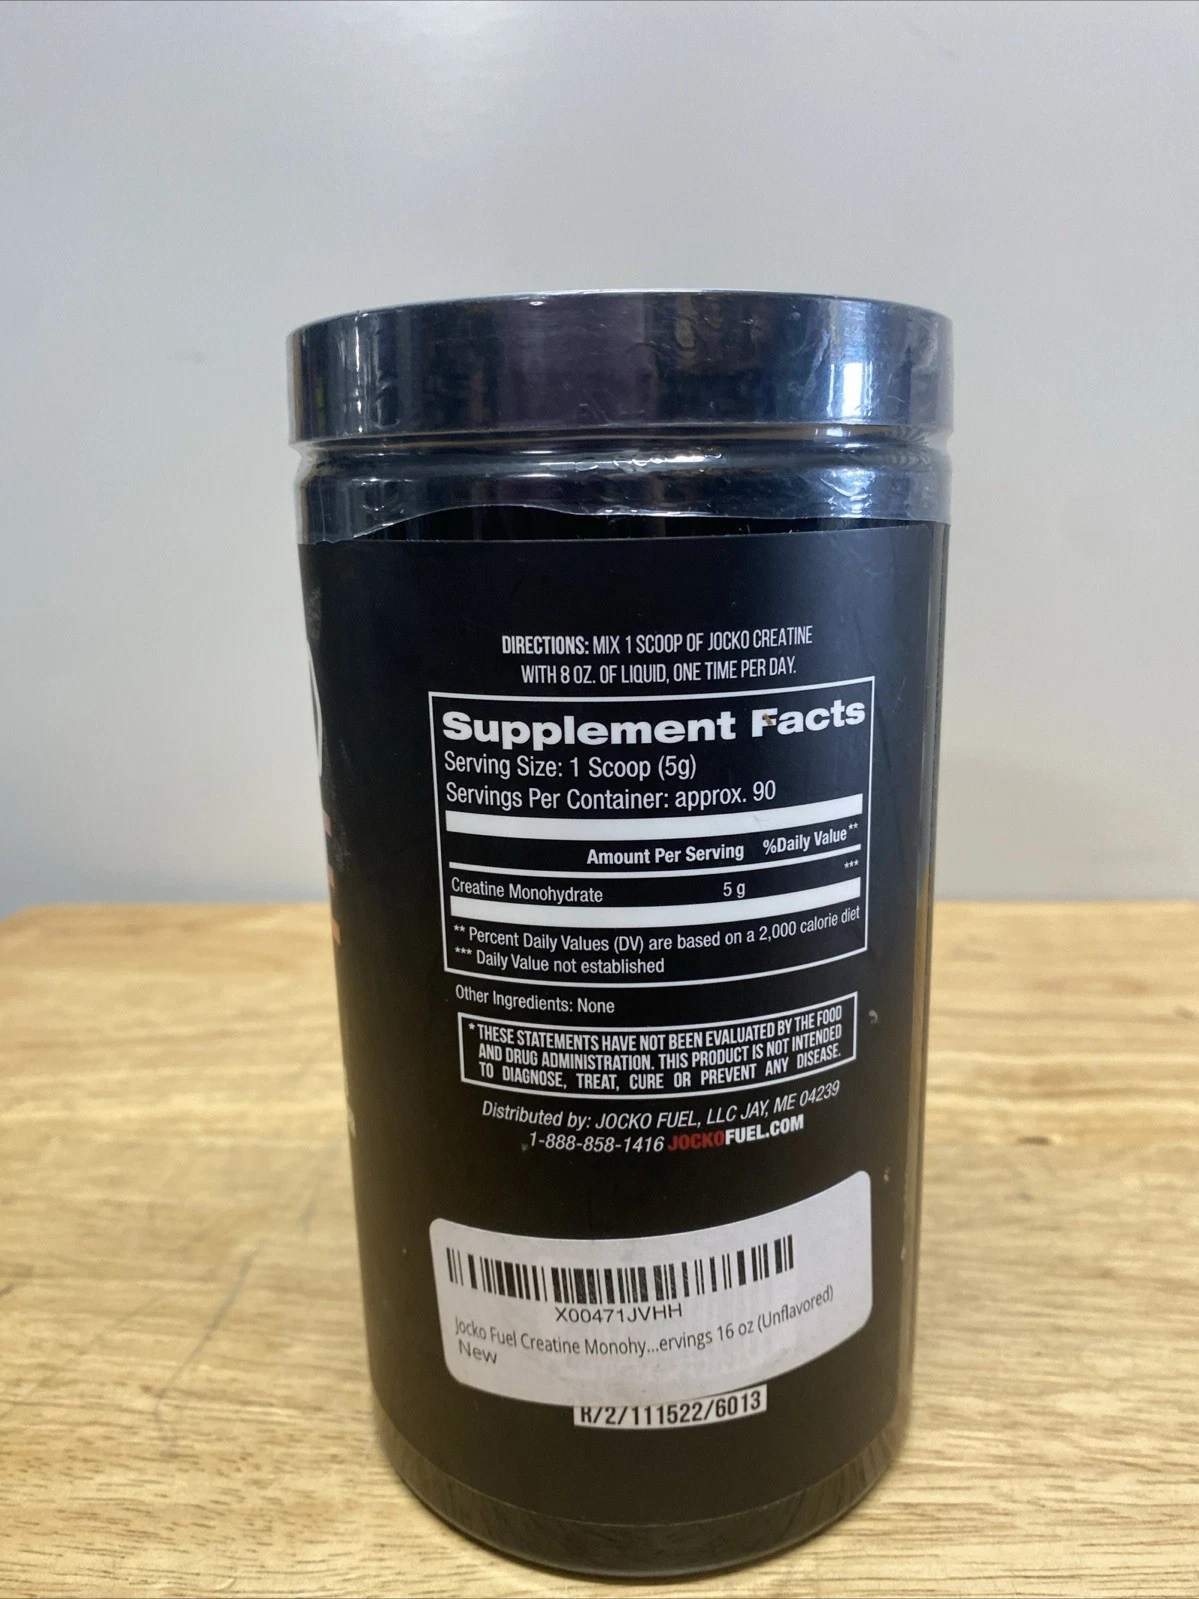 DIRECTIONS: MIX 1 SCOOP OF JOCKO CREATINE
WITH 8 OZ. OF LIQUID, ONE TIME PER DAY.
Supplement Facts
Serving Size: 1 Scoop (5g)
Servings Per Container: approx. 90
Amount Per Serving %Daily Value**
Creatine Monohydrate 5 g ***
** Percent Daily Values (DV) are based on a 2,000 calorie diet
*** Daily Value not established
Other Ingredients: None
* THESE STATEMENTS HAVE NOT BEEN EVALUATED BY THE FOOD
AND DRUG ADMINISTRATION. THIS PRODUCT IS NOT INTENDED
TO DIAGNOSE, TREAT, CURE OR PREVENT ANY DISEASE.
Distributed by: JOCKO FUEL, LLC JAY, ME 04239
1-888-858-1416 JOCKOFUEL.COM
X00471JVHH
Jocko Fuel Creatine Monohy...ervings 16 oz (Unflavored)
New
R/2/111522/6013